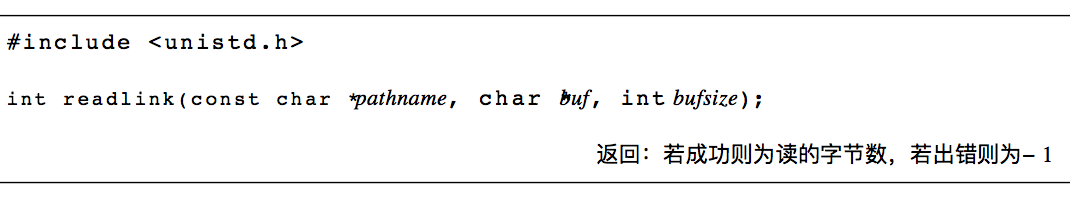 #include <unistd.h>
int readlink(const char *pathname, char *buf, int bufsize);
返回：若成功则为读的字节数，若出错则为－1